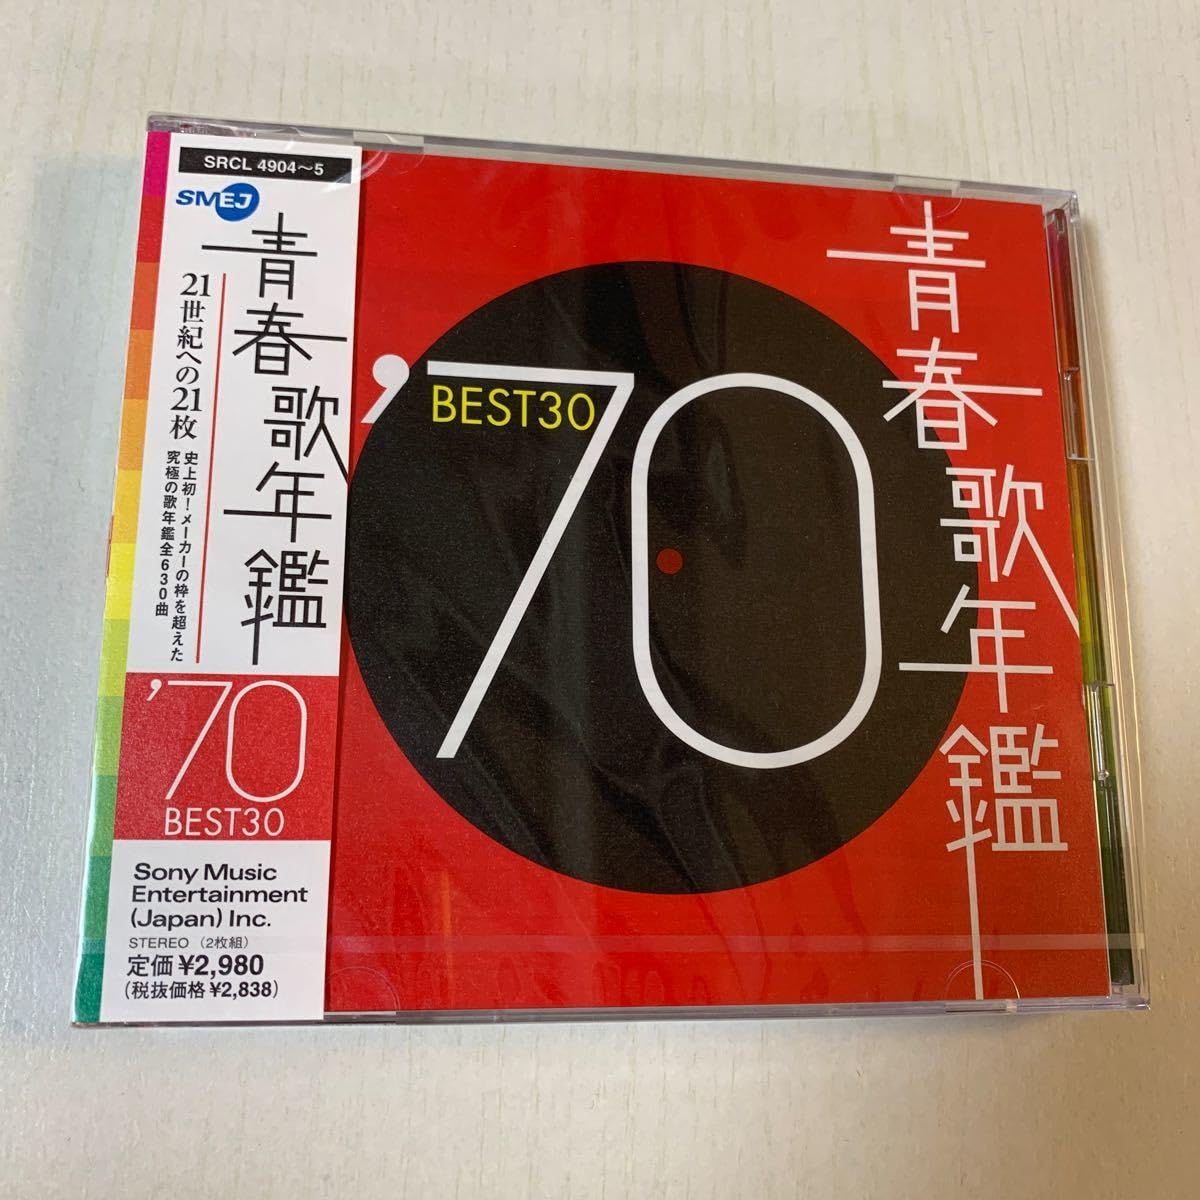 SRCL 4904～5
SMEJ
青春歌年鑑
21世紀への21枚
史上初！メーカーの枠を超えた
究極の歌年鑑全630曲
'70
BEST30
Sony Music
Entertainment
(Japan) Inc.
STEREO （2枚組）
定価¥2,980
(税抜価格¥2,838)
'70
BEST30
青春歌年鑑